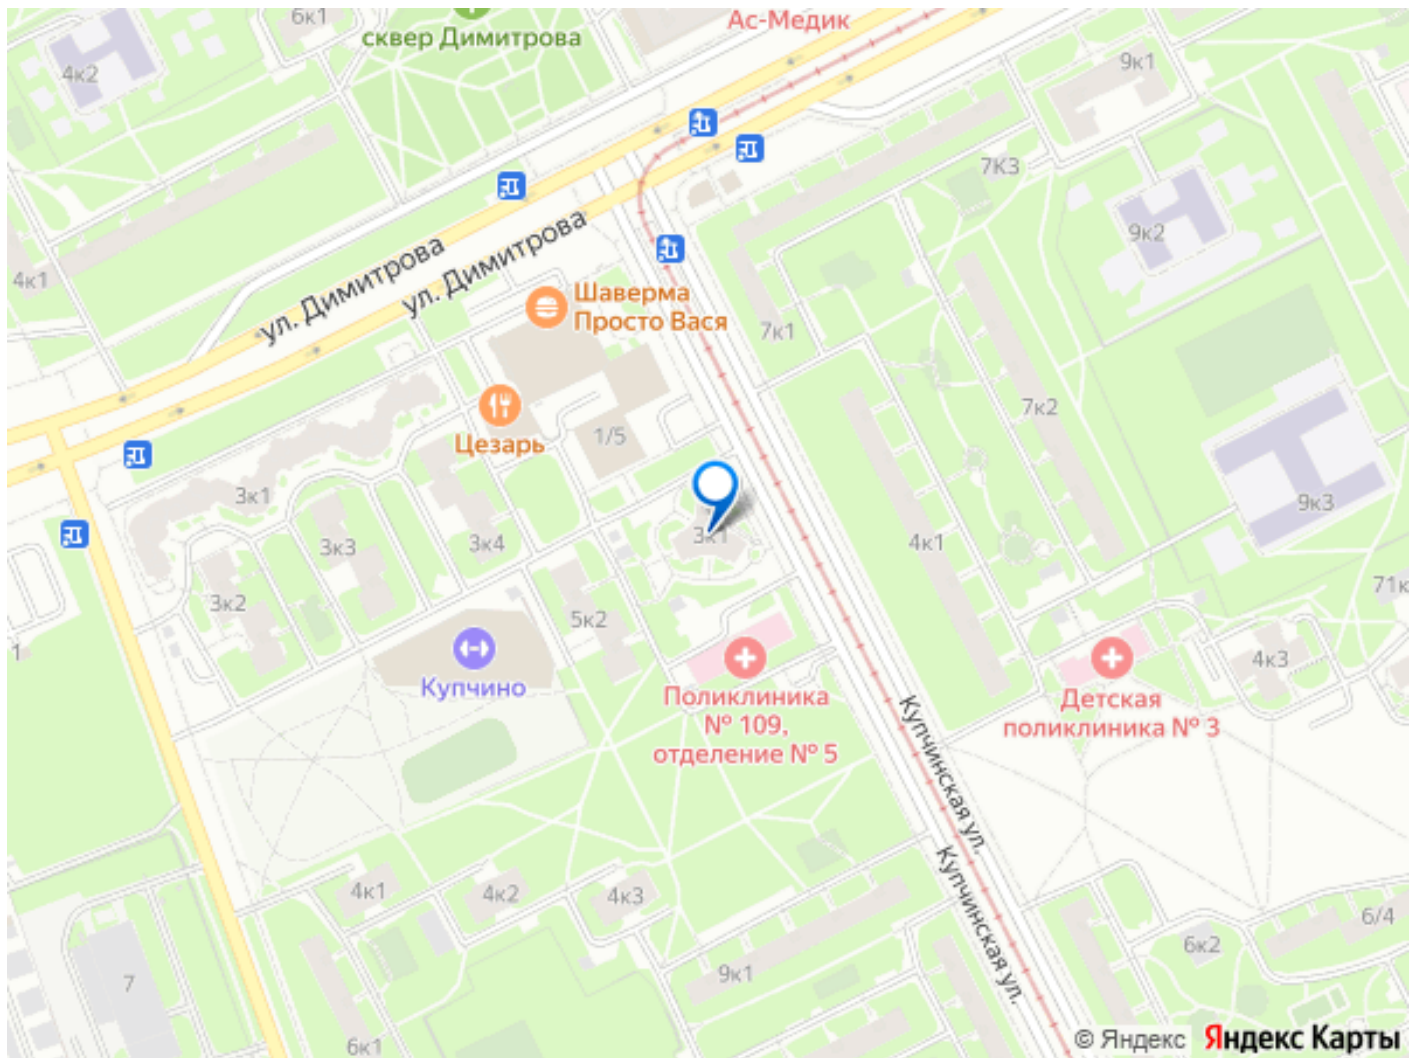 6к1
Ас-Медик
сквер Димитрова
4к2
9к1
7К3
9к2
4к1
ул. Димитрова
ул. Димитрова
Шаверма
Просто Вася
7к1
7к2
Цезарь
1/5
3к1
9к3
3к3
3к4
3к1
4к1
3к2
5к2
71к
1
4к3
Купчино
Поликлиника
№ 109,
отделение № 5
Детская
поликлиника № 3
Купчинская ул.
Купчинская ул.
4к1
4к2
4к3
6/4
6к2
9к1
7
6к1
© Яндекс Яндекс Карты